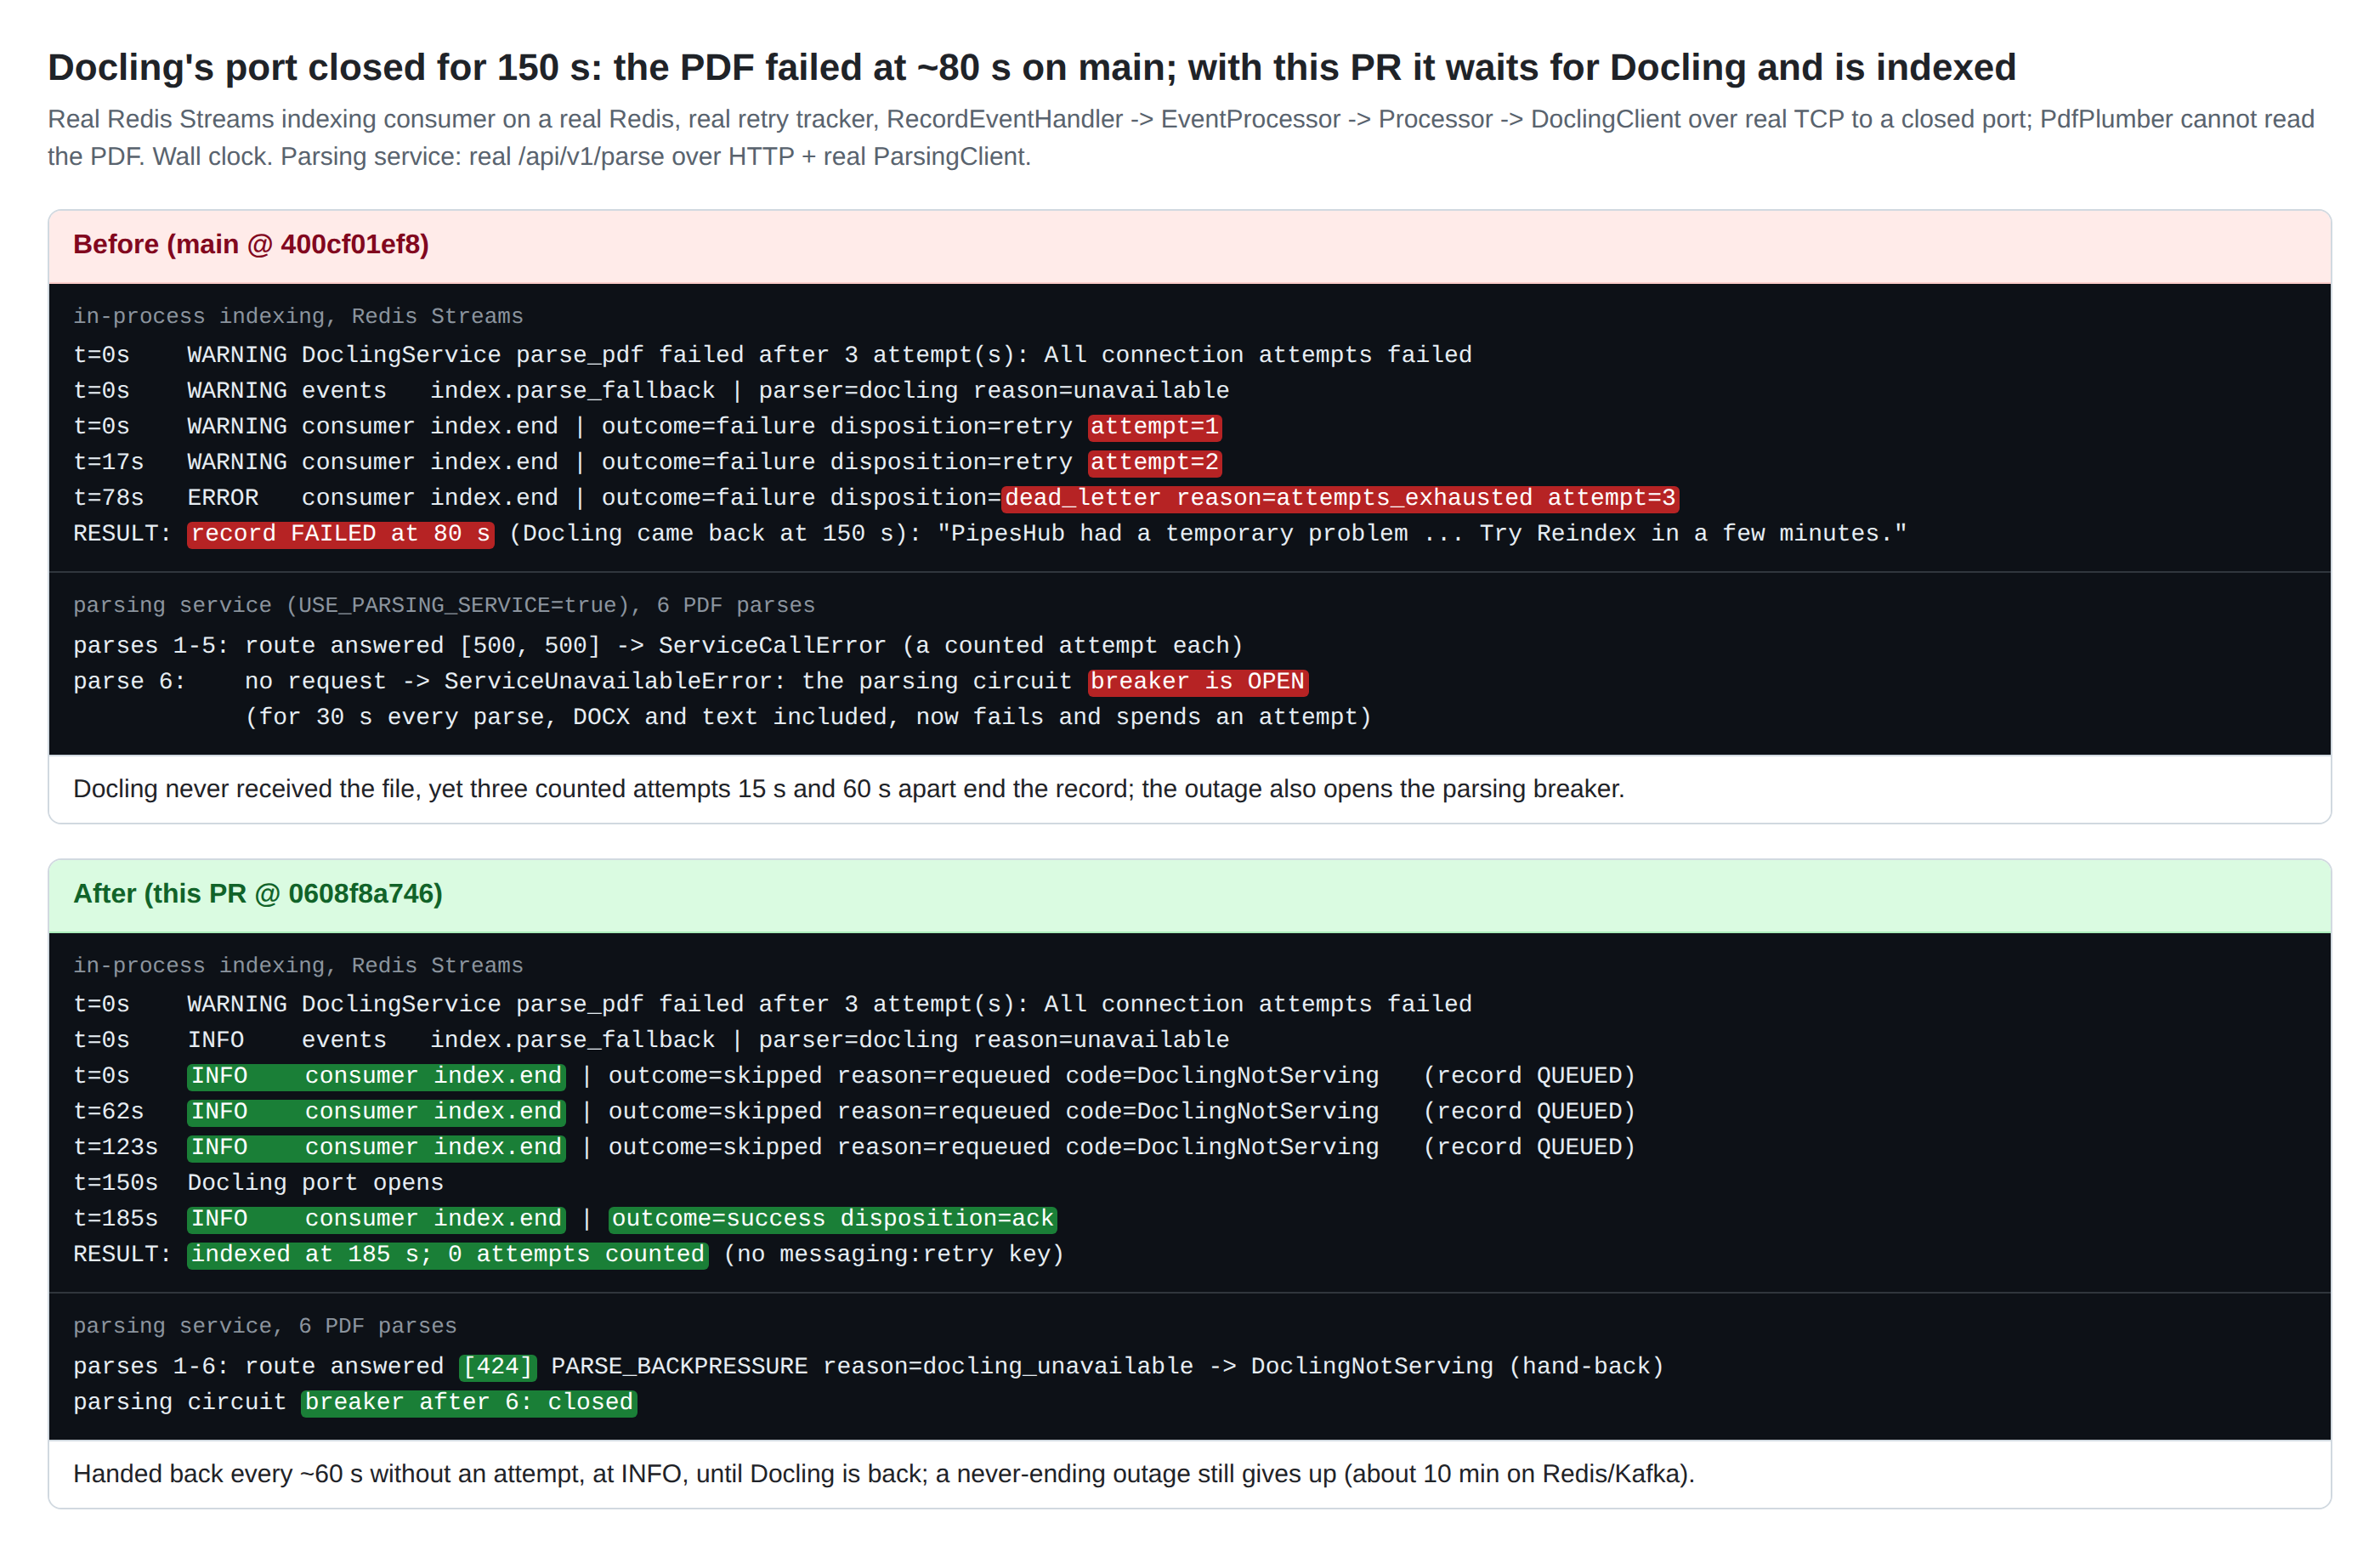 Docling's port closed for 150 s: the PDF failed at ~80 s on main; with this PR it waits for Docling and is indexed
Real Redis Streams indexing consumer on a real Redis, real retry tracker, RecordEventHandler -> EventProcessor -> Processor -> DoclingClient over real TCP to a closed port; PdfPlumber cannot read
the PDF. Wall clock. Parsing service: real /api/v1/parse over HTTP + real ParsingClient.
Before (main @ 400cf01ef8)
in-process indexing, Redis Streams
t=0s    WARNING DoclingService parse_pdf failed after 3 attempt(s): All connection attempts failed
t=0s    WARNING events   index.parse_fallback | parser=docling reason=unavailable
t=0s    WARNING consumer index.end | outcome=failure disposition=retry attempt=1
t=17s   WARNING consumer index.end | outcome=failure disposition=retry attempt=2
t=78s   ERROR   consumer index.end | outcome=failure disposition=dead_letter reason=attempts_exhausted attempt=3
RESULT: record FAILED at 80 s (Docling came back at 150 s): "PipesHub had a temporary problem ... Try Reindex in a few minutes."
parsing service (USE_PARSING_SERVICE=true), 6 PDF parses
parses 1-5: route answered [500, 500] -> ServiceCallError (a counted attempt each)
parse 6:    no request -> ServiceUnavailableError: the parsing circuit breaker is OPEN
(for 30 s every parse, DOCX and text included, now fails and spends an attempt)
Docling never received the file, yet three counted attempts 15 s and 60 s apart end the record; the outage also opens the parsing breaker.
After (this PR @ 0608f8a746)
in-process indexing, Redis Streams
t=0s    WARNING DoclingService parse_pdf failed after 3 attempt(s): All connection attempts failed
t=0s    INFO    events   index.parse_fallback | parser=docling reason=unavailable
t=0s    INFO    consumer index.end | outcome=skipped reason=requeued code=DoclingNotServing   (record QUEUED)
t=62s   INFO    consumer index.end | outcome=skipped reason=requeued code=DoclingNotServing   (record QUEUED)
t=123s  INFO    consumer index.end | outcome=skipped reason=requeued code=DoclingNotServing   (record QUEUED)
t=150s  Docling port opens
t=185s  INFO    consumer index.end | outcome=success disposition=ack
RESULT: indexed at 185 s; 0 attempts counted (no messaging:retry key)
parsing service, 6 PDF parses
parses 1-6: route answered [424] PARSE_BACKPRESSURE reason=docling_unavailable -> DoclingNotServing (hand-back)
parsing circuit breaker after 6: closed
Handed back every ~60 s without an attempt, at INFO, until Docling is back; a never-ending outage still gives up (about 10 min on Redis/Kafka).